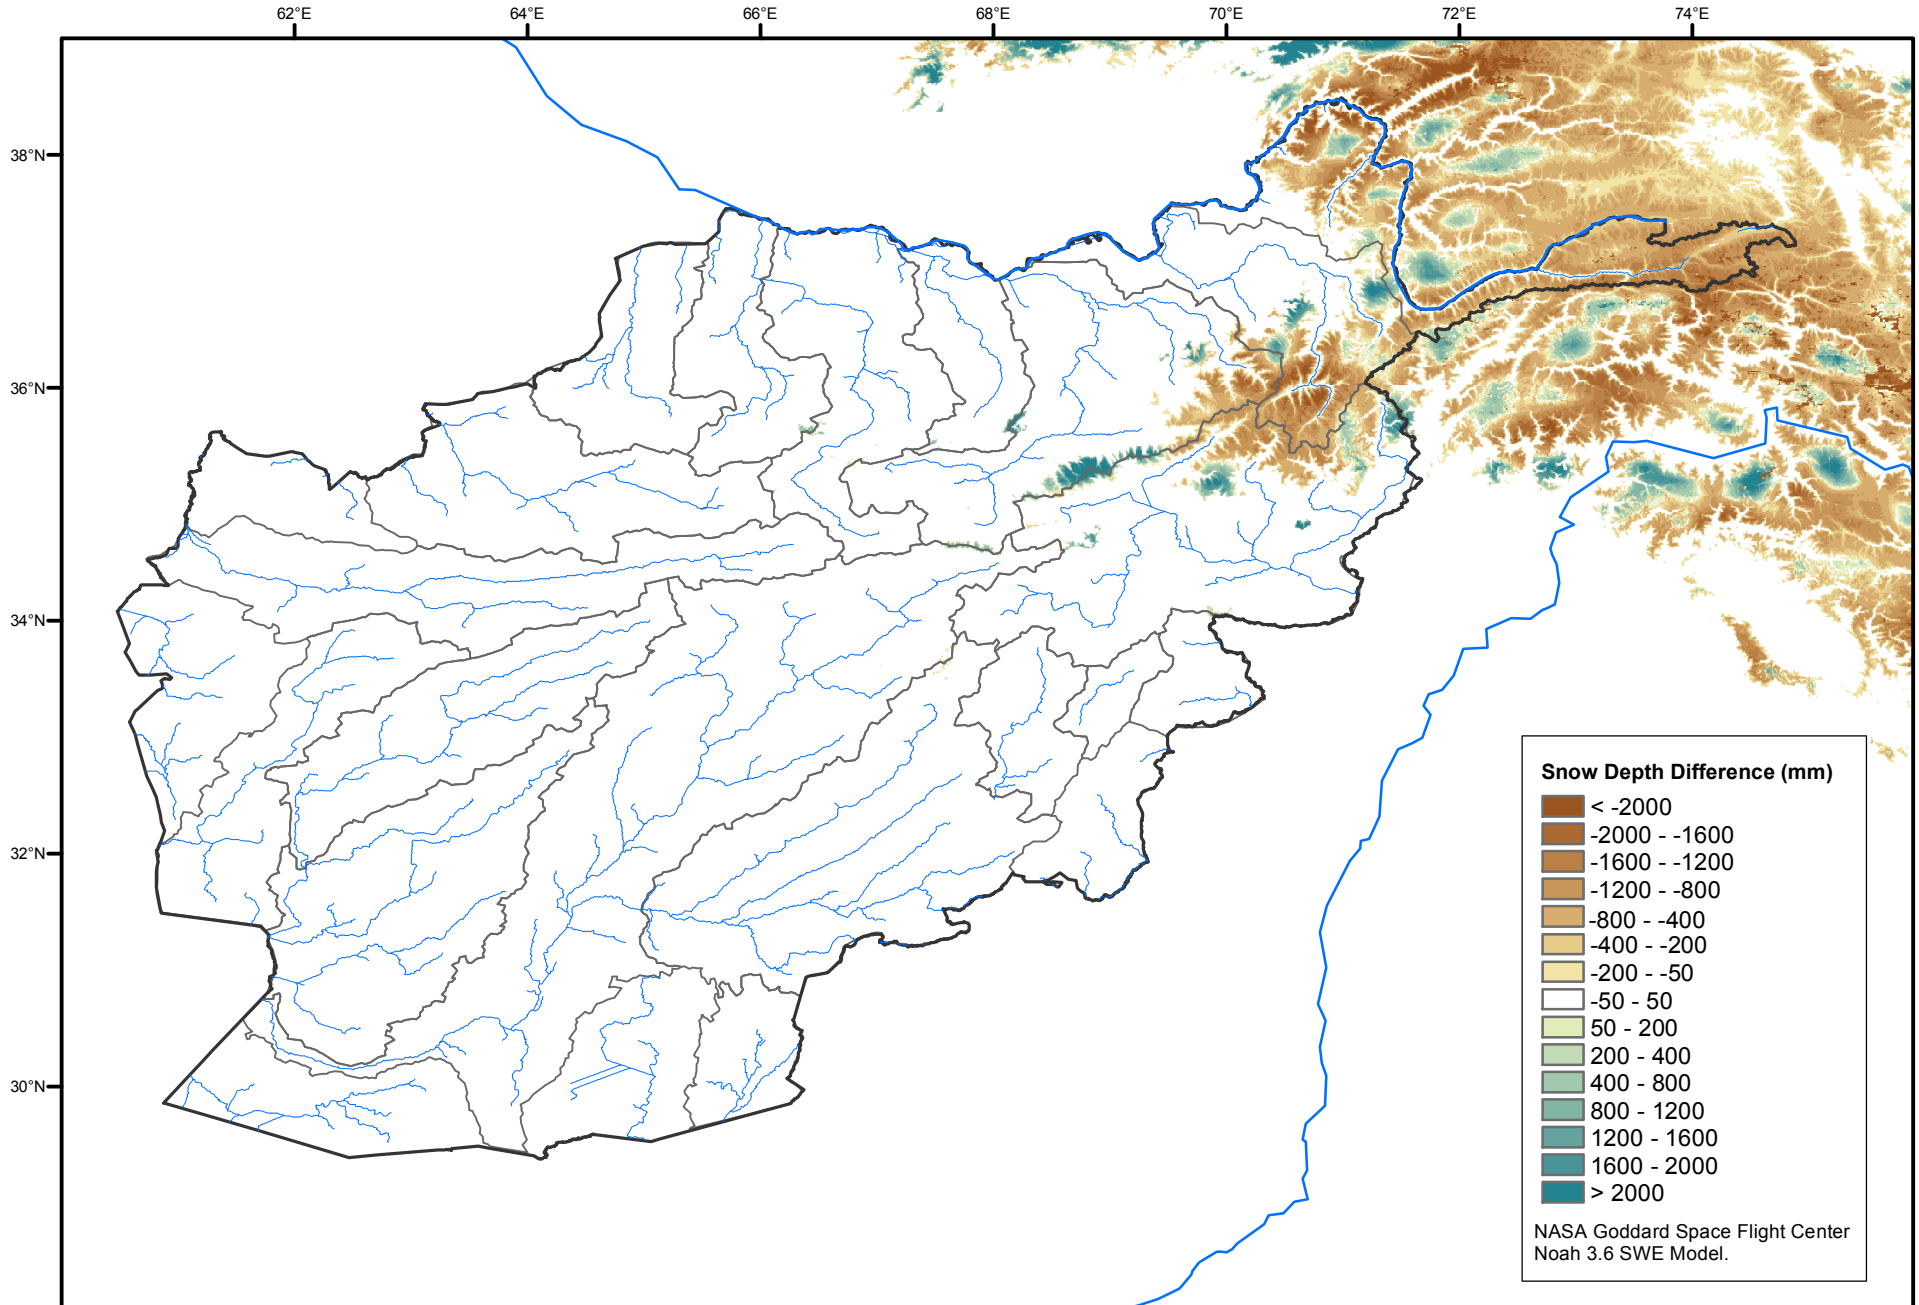 62°E 64°E 66°E 68°E 70°E 72°E 74°E
38°N
36°N
34°N
32°N
30°N
Snow Depth Difference (mm)
< -2000
-2000 - -1600
-1600 - -1200
-1200 - -800
-800 - -400
-400 - -200
-200 - -50
-50 - 50
50 - 200
200 - 400
400 - 800
800 - 1200
1200 - 1600
1600 - 2000
> 2000
NASA Goddard Space Flight Center
Noah 3.6 SWE Model.